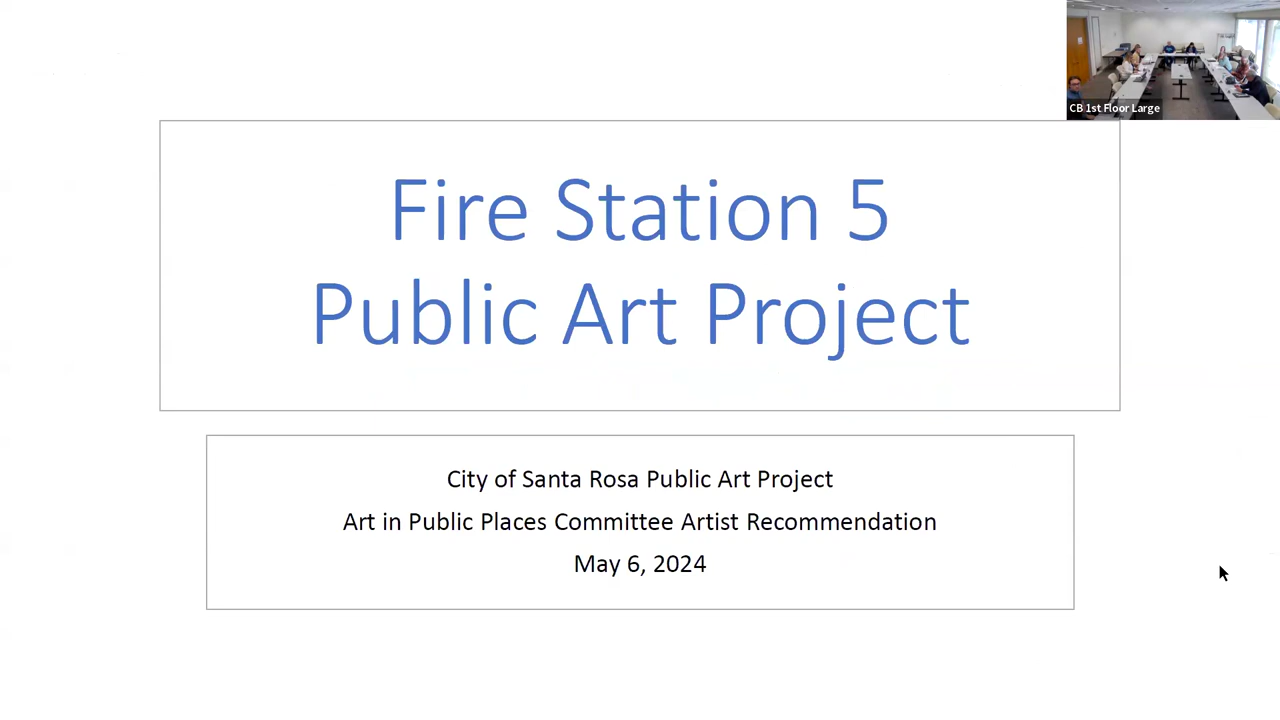 CB 1st Floor Large
Fire Station 5
Public Art Project
City of Santa Rosa Public Art Project
Art in Public Places Committee Artist Recommendation
May 6, 2024